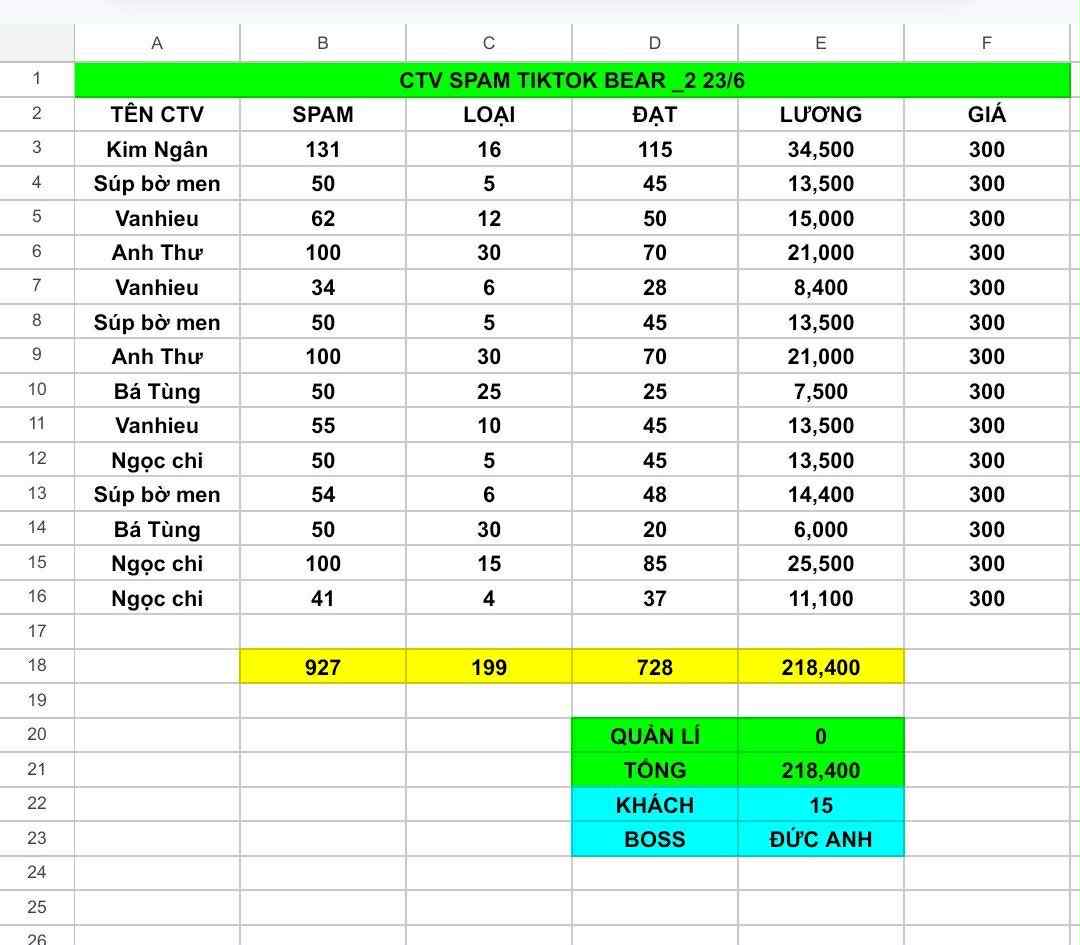 A B C D E F
1 CTV SPAM TIKTOK BEAR _2 23/6
2 TÊN CTV SPAM LOẠI ĐẠT LƯƠNG GIÁ
3 Kim Ngân 131 16 115 34,500 300
4 Súp bờ men 50 5 45 13,500 300
5 Vanhieu 62 12 50 15,000 300
6 Anh Thư 100 30 70 21,000 300
7 Vanhieu 34 6 28 8,400 300
8 Súp bờ men 50 5 45 13,500 300
9 Anh Thư 100 30 70 21,000 300
10 Bá Tùng 50 25 25 7,500 300
11 Vanhieu 55 10 45 13,500 300
12 Ngọc chi 50 5 45 13,500 300
13 Súp bờ men 54 6 48 14,400 300
14 Bá Tùng 50 30 20 6,000 300
15 Ngọc chi 100 15 85 25,500 300
16 Ngọc chi 41 4 37 11,100 300
17
18 927 199 728 218,400
19
20 QUẢN LÍ 0
21 TỔNG 218,400
22 KHÁCH 15
23 BOSS ĐỨC ANH
24
25
26